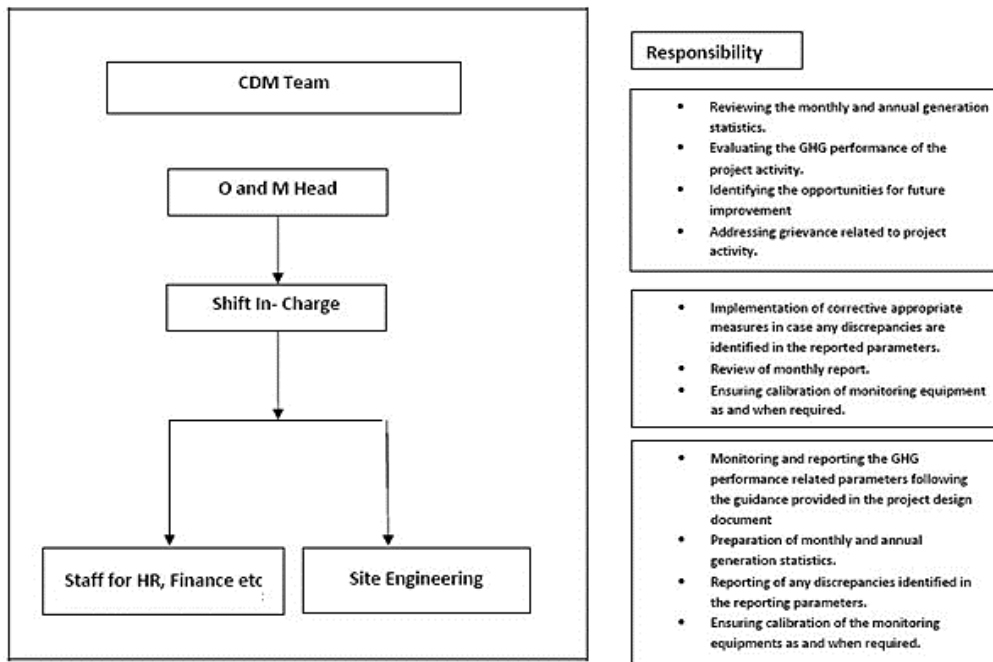 CDM Team
O and M Head
Shift In- Charge
Staff for HR, Finance etc
Site Engineering
Responsibility
• Reviewing the monthly and annual generation
statistics.
• Evaluating the GHG performance of the
project activity.
• Identifying the opportunities for future
improvement
• Addressing grievance related to project
activity.
• Implementation of corrective appropriate
measures in case any discrepancies are
identified in the reported parameters.
• Review of monthly report.
• Ensuring calibration of monitoring equipment
as and when required.
• Monitoring and reporting the GHG
performance related parameters following
the guidance provided in the project design
document
• Preparation of monthly and annual
generation statistics.
• Reporting of any discrepancies identified in
the reporting parameters.
• Ensuring calibration of the monitoring
equipments as and when required.